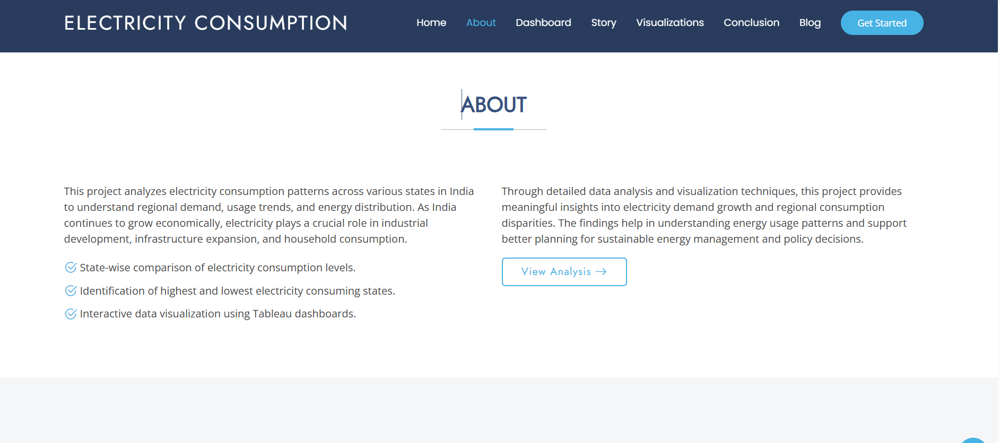 ELECTRICITY CONSUMPTION
Home About Dashboard Story Visualizations Conclusion Blog Get Started
ABOUT
This project analyzes electricity consumption patterns across various states in India
to understand regional demand, usage trends, and energy distribution. As India
continues to grow economically, electricity plays a crucial role in industrial
development, infrastructure expansion, and household consumption.
State-wise comparison of electricity consumption levels.
Identification of highest and lowest electricity consuming states.
Interactive data visualization using Tableau dashboards.
Through detailed data analysis and visualization techniques, this project provides
meaningful insights into electricity demand growth and regional consumption
disparities. The findings help in understanding energy usage patterns and support
better planning for sustainable energy management and policy decisions.
View Analysis →